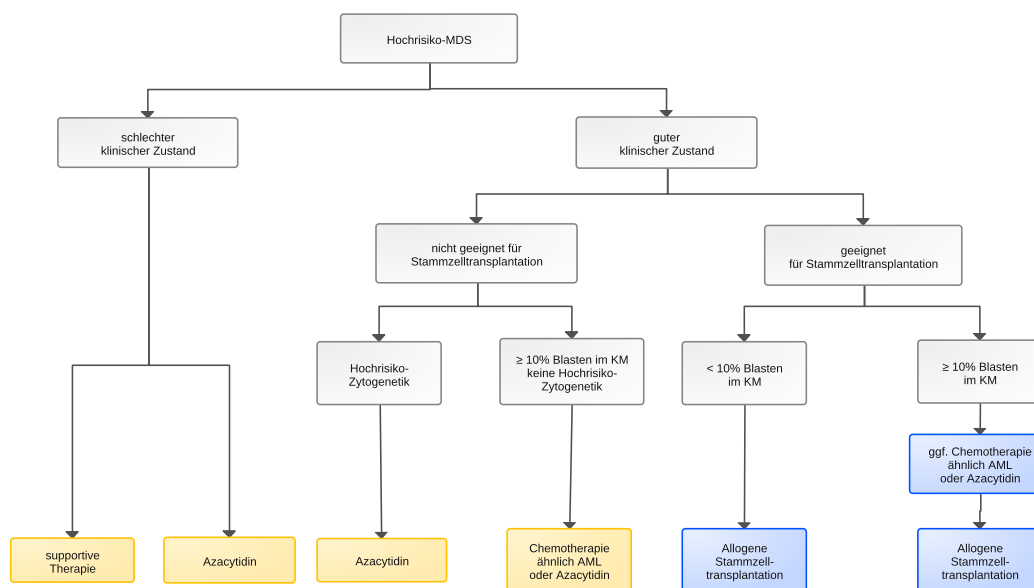 Hochrisiko-MDS
schlechter
klinischer Zustand
guter
klinischer Zustand
nicht geeignet für
Stammzelltransplantation
geeignet
für Stammzelltransplantation
Hochrisiko-
Zytogenetik
≥ 10% Blasten im KM
keine Hochrisiko-
Zytogenetik
< 10% Blasten
im KM
≥ 10% Blasten
im KM
ggf. Chemotherapie
ähnlich AML
oder Azacytidin
supportive
Therapie
Azacytidin
Azacytidin
Chemotherapie
ähnlich AML
oder Azacytidin
Allogene
Stammzell-
transplantation
Allogene
Stammzell-
transplantation